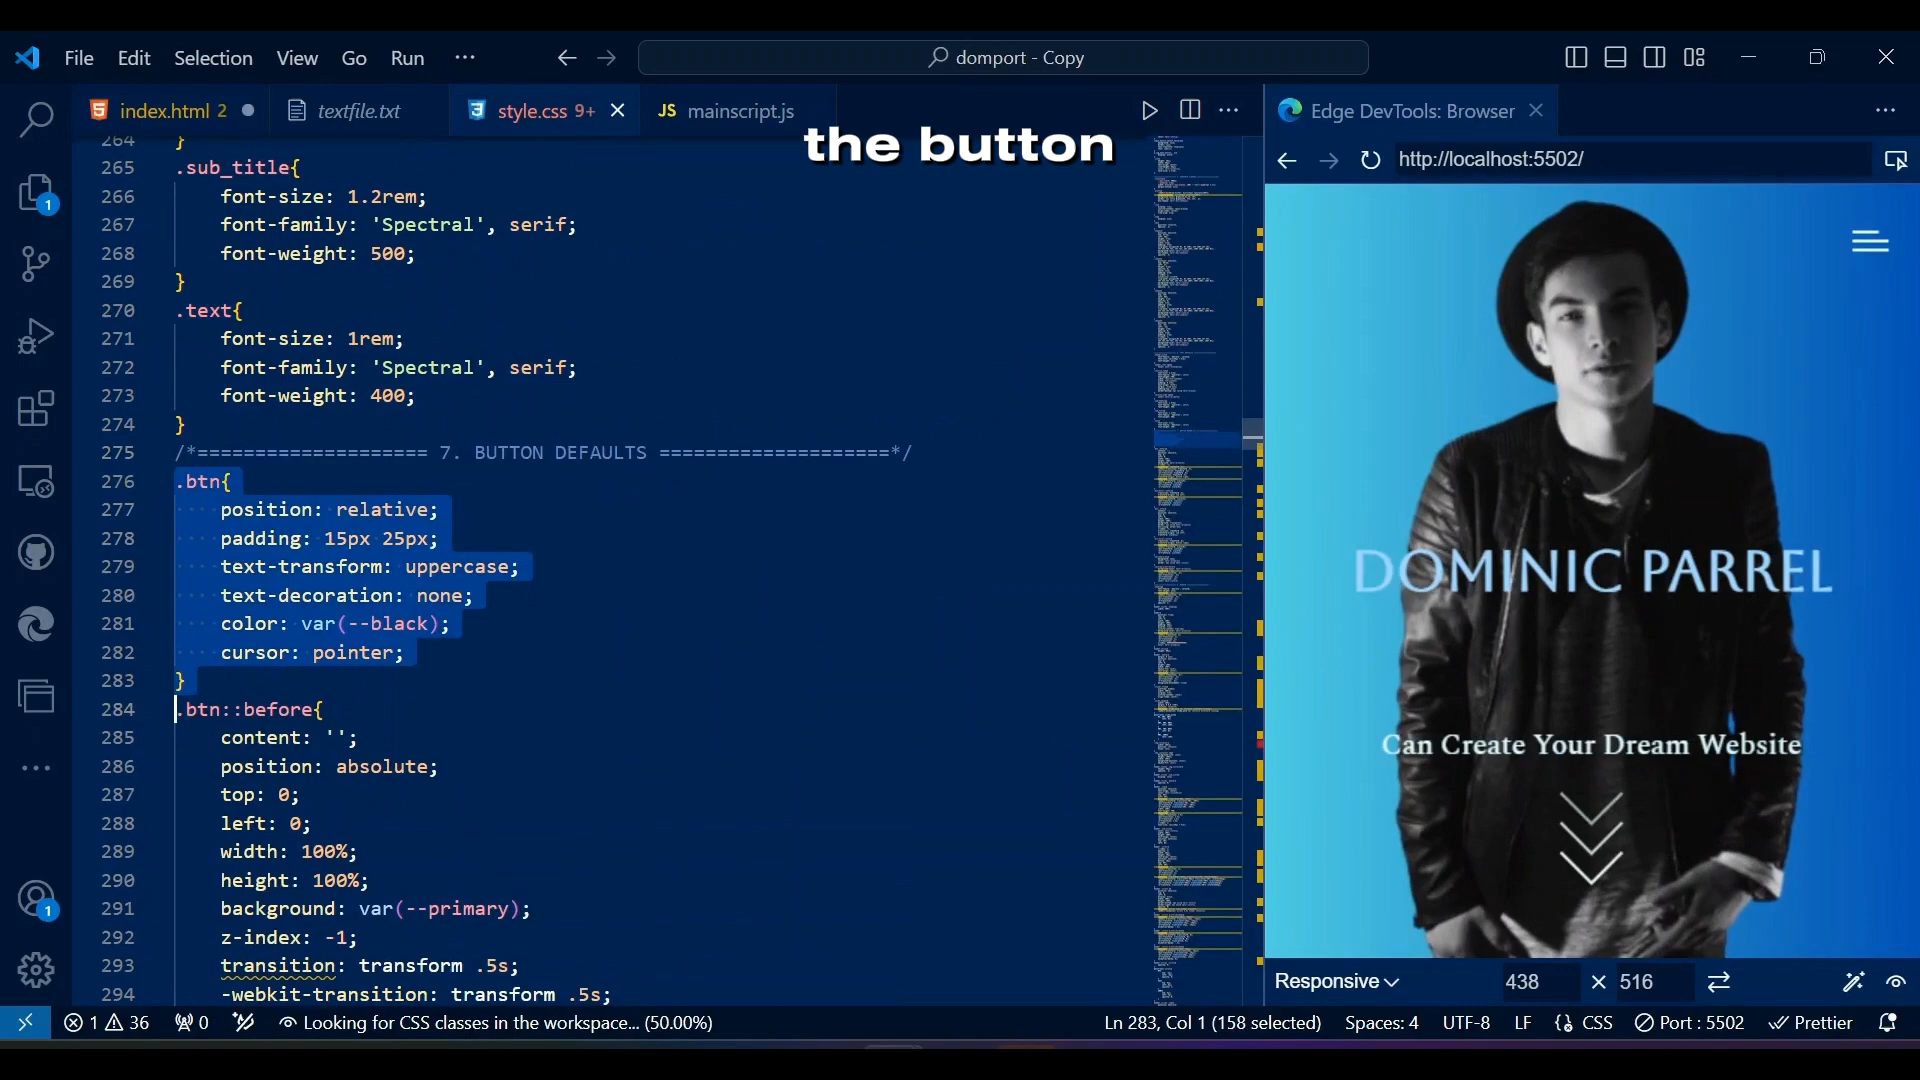 File Edit Selection View Go Run ··· domport - Copy
index.html 2 textfile.txt style.css 9+ JS mainscript.js Edge DevTools: Browser
the button
http://localhost:5502/
264 }
265 .sub_title{
266 font-size: 1.2rem;
267 font-family: 'Spectral', serif;
268 font-weight: 500;
269 }
270 .text{
271 font-size: 1rem;
272 font-family: 'Spectral', serif;
273 font-weight: 400;
274 }
275 /*==================== 7. BUTTON DEFAULTS ====================*/
276 .btn{
277 position: relative;
278 padding: 15px 25px;
279 text-transform: uppercase;
280 text-decoration: none;
281 color: var(--black);
282 cursor: pointer;
283 }
284 .btn::before{
285 content: '';
286 position: absolute;
287 top: 0;
288 left: 0;
289 width: 100%;
290 height: 100%;
291 background: var(--primary);
292 z-index: -1;
293 transition: transform .5s;
294 -webkit-transition: transform .5s;
1
1
DOMINIC PARREL
Can Create Your Dream Website
Responsive 438 × 516
1 36 0 Looking for CSS classes in the workspace... (50.00%) Ln 283, Col 1 (158 selected) Spaces: 4 UTF-8 LF {} CSS Port : 5502 Prettier